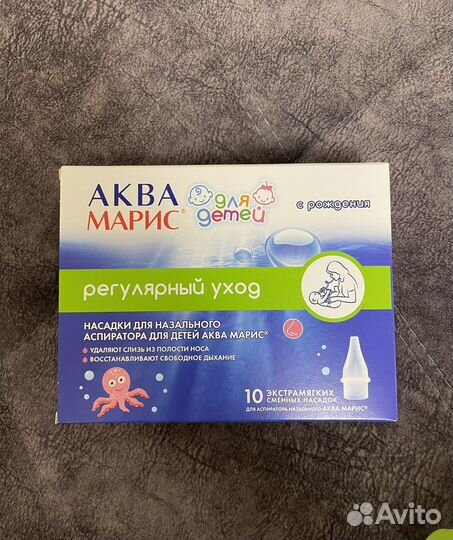 АКВА
МАРИС®
для
детей
с рождения
регулярный уход
НАСАДКИ ДЛЯ НАЗАЛЬНОГО
АСПИРАТОРА ДЛЯ ДЕТЕЙ АКВА МАРИС®
УДАЛЯЮТ СЛИЗЬ ИЗ ПОЛОСТИ НОСА
ВОССТАНАВЛИВАЮТ СВОБОДНОЕ ДЫХАНИЕ
10 ЭКСТРАМЯГКИХ
СМЕННЫХ НАСАДОК
ДЛЯ АСПИРАТОРА НАЗАЛЬНОГО АКВА МАРИС®
Avito